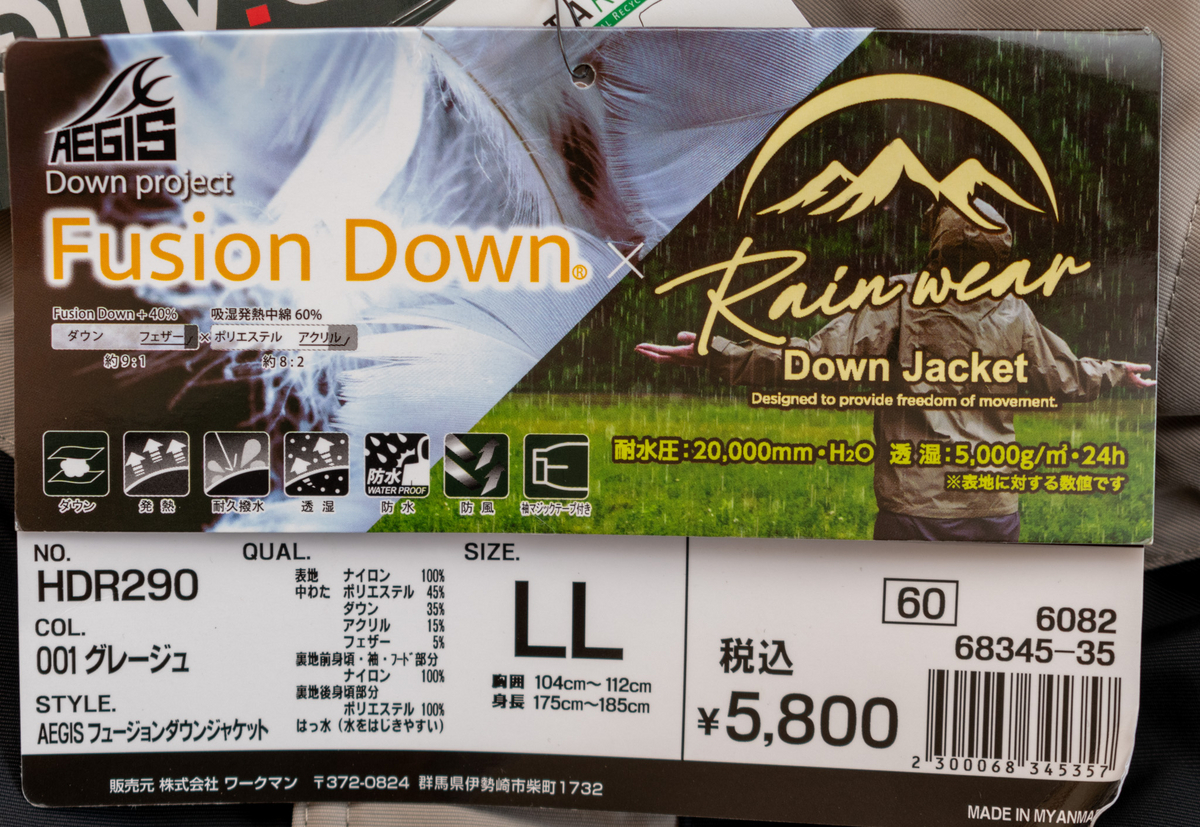 AEGIS
Down project
Fusion Down®
×
Rain wear
Down Jacket
Designed to provide freedom of movement.
Fusion Down + 40% 吸湿発熱中綿 60%
ダウン フェザー × ポリエステル アクリル
約9:1 約8:2
耐水圧:20,000mm・H2O 透 湿:5,000g/㎡・24h
※表地に対する数値です
防水
WATER PROOF
ダウン 発 熱 耐久撥水 透 湿 防 水 防 風 袖マジックテープ付き
NO.
HDR290
COL.
001 グレージュ
STYLE.
AEGIS フュージョンダウンジャケット
QUAL.
表地 ナイロン 100%
中わた ポリエステル 45%
ダウン 35%
アクリル 15%
フェザー 5%
裏地前身頃・袖・フード部分
ナイロン 100%
裏地後身頃部分
ポリエステル 100%
はっ水(水をはじきやすい)
SIZE.
LL
胸囲 104cm〜112cm
身長 175cm〜185cm
60
6082
68345-35
税込
¥5,800
2 300068 345357
販売元 株式会社 ワークマン 〒372-0824 群馬県伊勢崎市柴町1732
MADE IN MYANMA